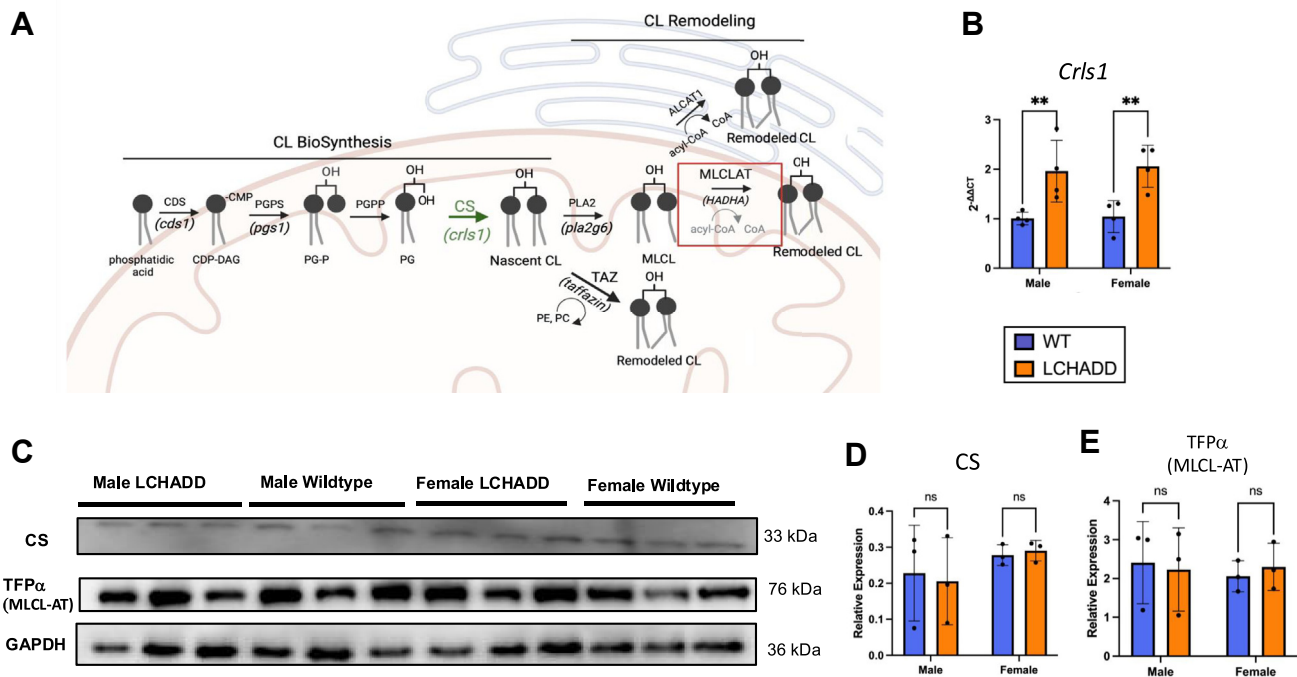 A
CL Remodeling
OH
ALCAT1
acyl-CoA
CoA
Remodeled CL
CL BioSynthesis
OH
OH
OH
OH
OH
CH
-CMP
CDS
(cds1)
PGPS
(pgs1)
PGPP
CS
(crls1)
PLA2
(pla2g6)
MLCLAT
(HADHA)
acyl-CoA
CoA
phosphatidic
acid
CDP-DAG
PG-P
PG
Nascent CL
MLCL
Remodeled CL
TAZ
(taffazin)
PE, PC
OH
Remodeled CL
B
Crls1
** **
2-ΔΔCT
3
2
1
0
Male Female
WT
LCHADD
C
Male LCHADD Male Wildtype Female LCHADD Female Wildtype
CS 33 kDa
TFPα
(MLCL-AT)
76 kDa
GAPDH 36 kDa
D
CS
ns ns
Relative Expression
0.4
0.3
0.2
0.1
0.0
Male Female
E
TFPα
(MLCL-AT)
ns ns
Relative Expression
4
3
2
1
0
Male Female